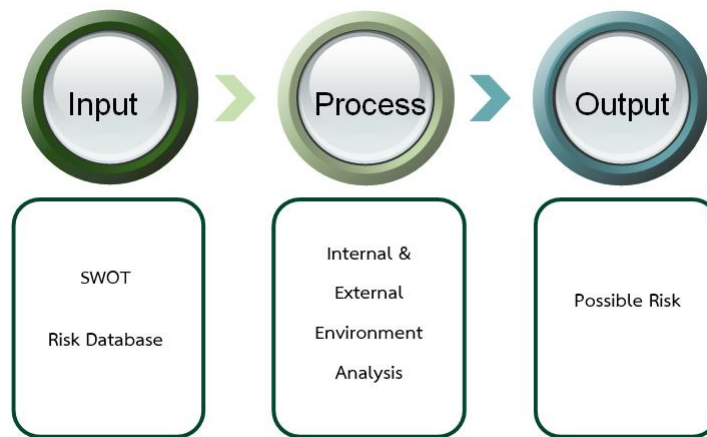 Input
Process
Output
SWOT
Risk Database
Internal &
External
Environment
Analysis
Possible Risk